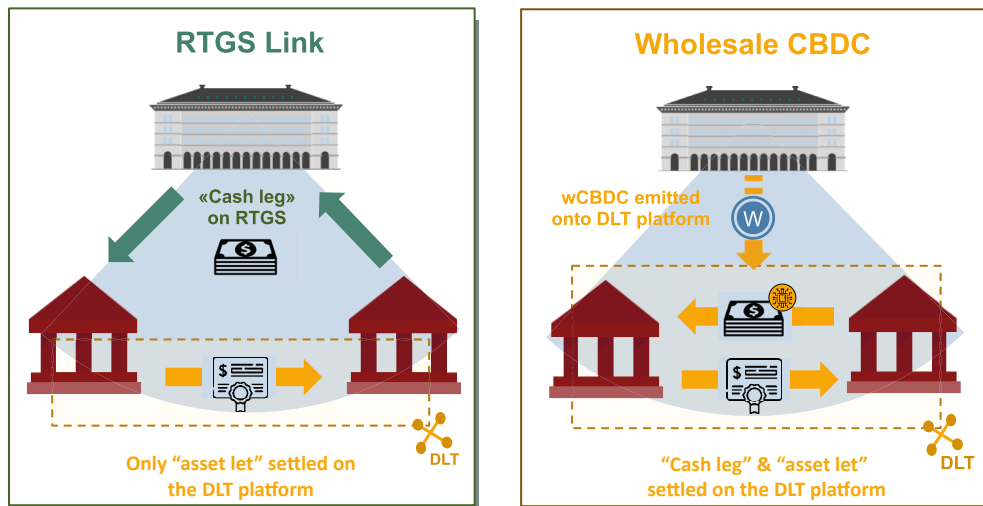 RTGS Link
«Cash leg»
on RTGS
$
$
DLT
Only “asset let” settled on
the DLT platform
Wholesale CBDC
wCBDC emitted
onto DLT platform
W
$
$
DLT
“Cash leg” & “asset let”
settled on the DLT platform